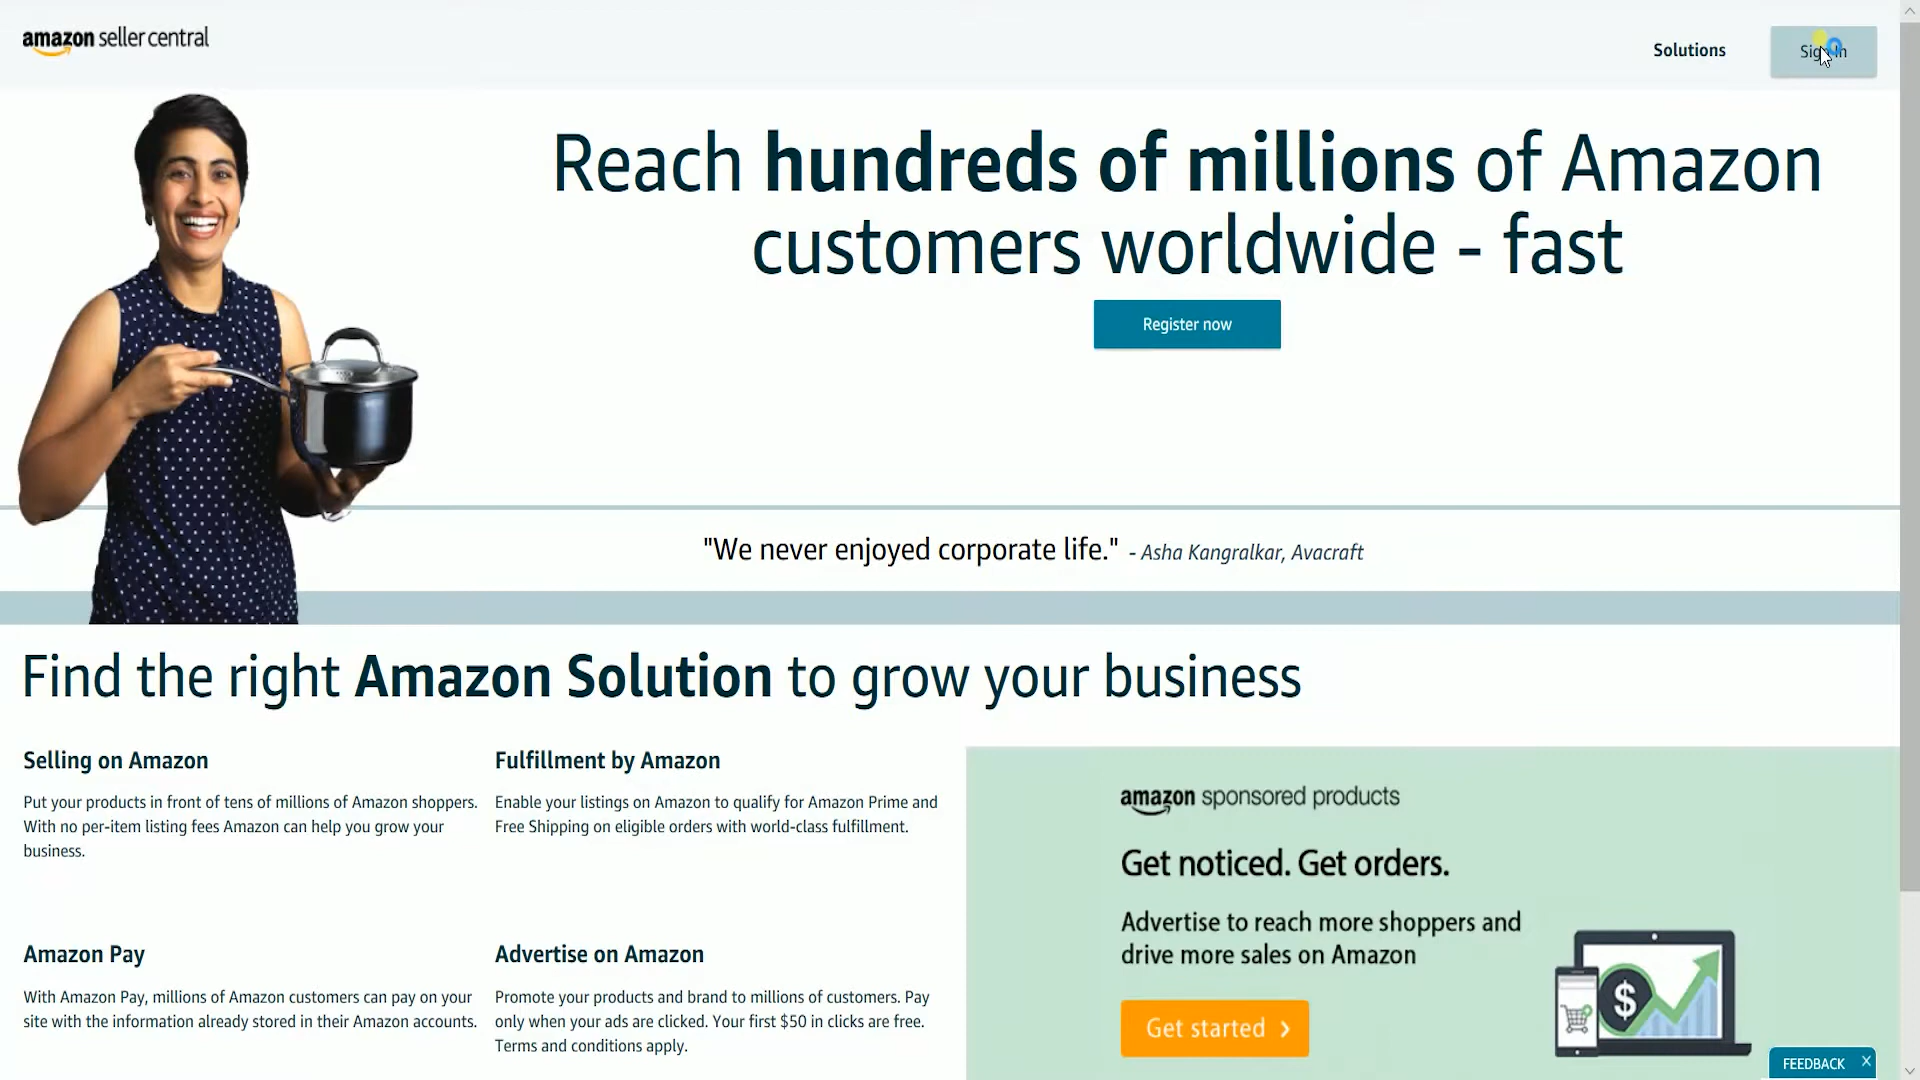 amazon seller central
Solutions
Sign in
Reach hundreds of millions of Amazon
customers worldwide - fast
Register now
"We never enjoyed corporate life." - Asha Kangralkar, Avacraft
Find the right Amazon Solution to grow your business
Selling on Amazon
Put your products in front of tens of millions of Amazon shoppers.
With no per-item listing fees Amazon can help you grow your
business.
Fulfillment by Amazon
Enable your listings on Amazon to qualify for Amazon Prime and
Free Shipping on eligible orders with world-class fulfillment.
Amazon Pay
With Amazon Pay, millions of Amazon customers can pay on your
site with the information already stored in their Amazon accounts.
Advertise on Amazon
Promote your products and brand to millions of customers. Pay
only when your ads are clicked. Your first $50 in clicks are free.
Terms and conditions apply.
amazon sponsored products
Get noticed. Get orders.
Advertise to reach more shoppers and
drive more sales on Amazon
Get started >
$
FEEDBACK X